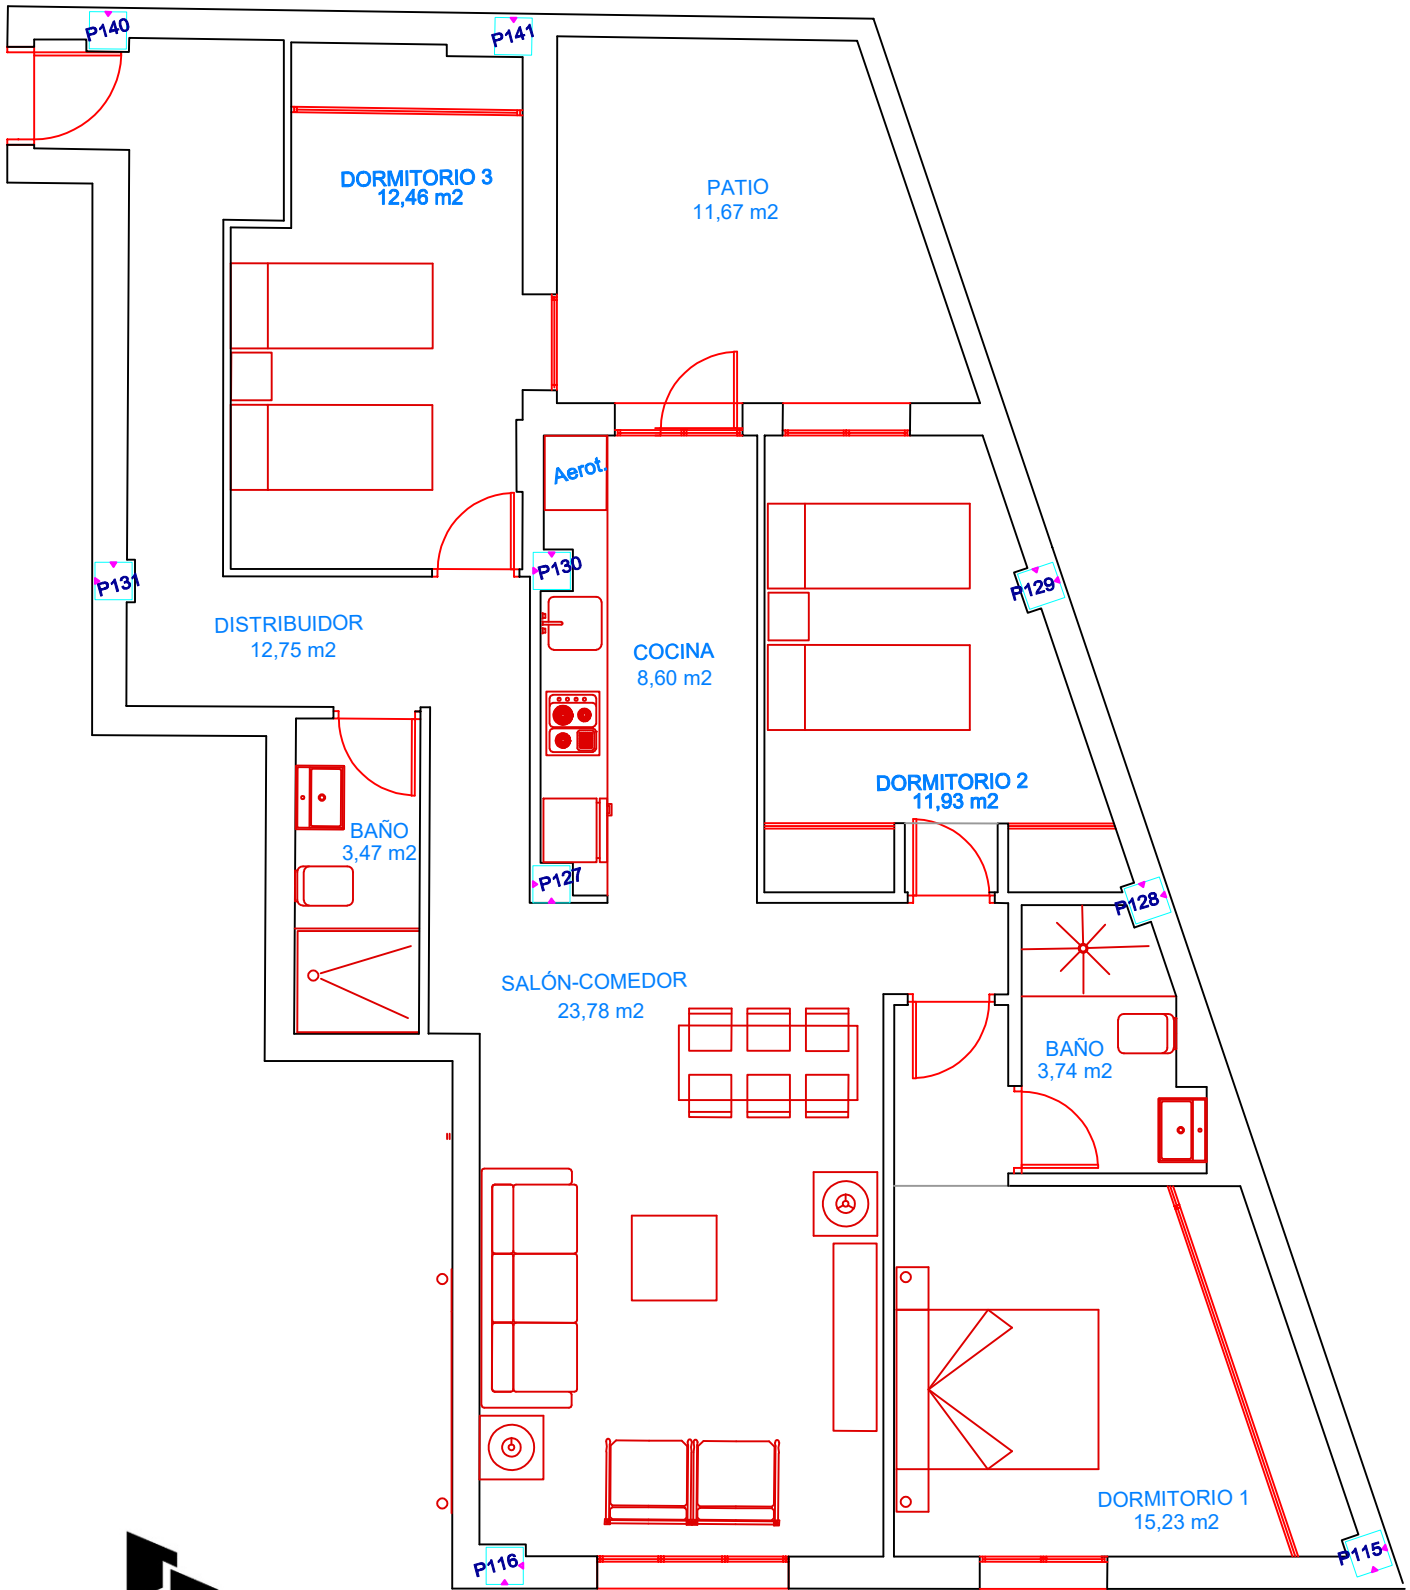 P140
P141
DORMITORIO 3
12,46 m2
PATIO
11,67 m2
Aerot.
P130
P131
P129
DISTRIBUIDOR
12,75 m2
COCINA
8,60 m2
DORMITORIO 2
11,93 m2
BAÑO
3,47 m2
P127
P128
SALÓN-COMEDOR
23,78 m2
BAÑO
3,74 m2
DORMITORIO 1
15,23 m2
P116
P115